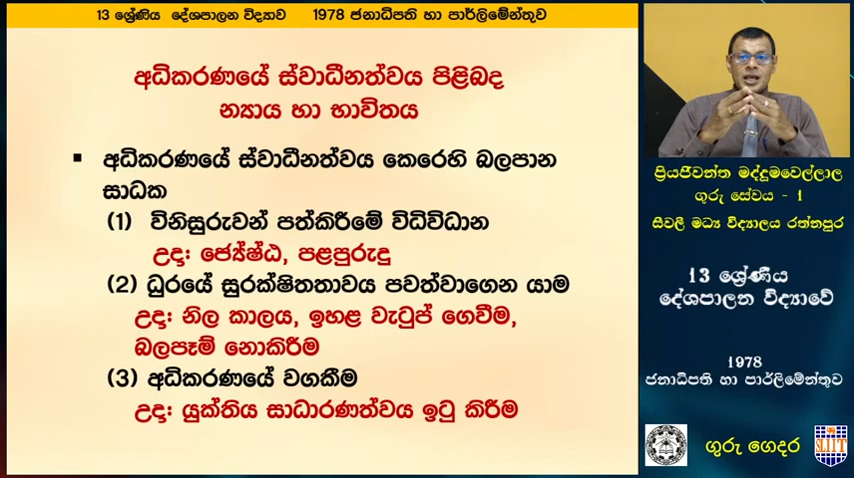 13 ශ්‍රේණිය දේශපාලන විද්‍යාව 1978 ජනාධිපති හා පාර්ලිමේන්තුව
අධිකරණයේ ස්වාධීනත්වය පිළිබද
න්‍යාය හා භාවිතය
▪ අධිකරණයේ ස්වාධීනත්වය කෙරෙහි බලපාන
සාධක
(1) විනිසුරුවන් පත්කිරීමේ විධිවිධාන
උදා: ජ්‍යේෂ්ඨ, පළපුරුදු
(2) ධුරයේ සුරක්ෂිතතාවය පවත්වාගෙන යාම
උදා: නිල කාලය, ඉහළ වැටුප් ගෙවීම,
බලපෑම් නොකිරීම
(3) අධිකරණයේ වගකීම
උදා: යුක්තිය සාධාරණත්වය ඉටු කිරීම
ප්‍රියජීවන්ත මද්දුමවෙල්ලාල
ගුරු සේවය - 1
සීවලී මධ්‍ය විද්‍යාලය රත්නපුර
13 ශ්‍රේණිය
දේශපාලන විද්‍යාවේ
1978
ජනාධිපති හා පාර්ලිමේන්තුව
ගුරු ගෙදර
SLIIT